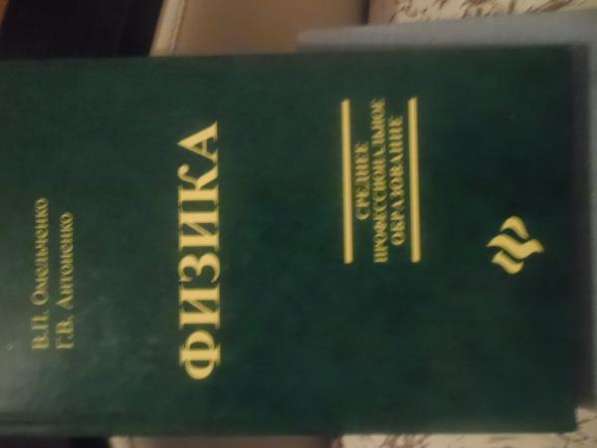 В.П. Омельченко
Г.В. Антоненко
ФИЗИКА
СРЕДНЕЕ
ПРОФЕССИОНАЛЬНОЕ
ОБРАЗОВАНИЕ